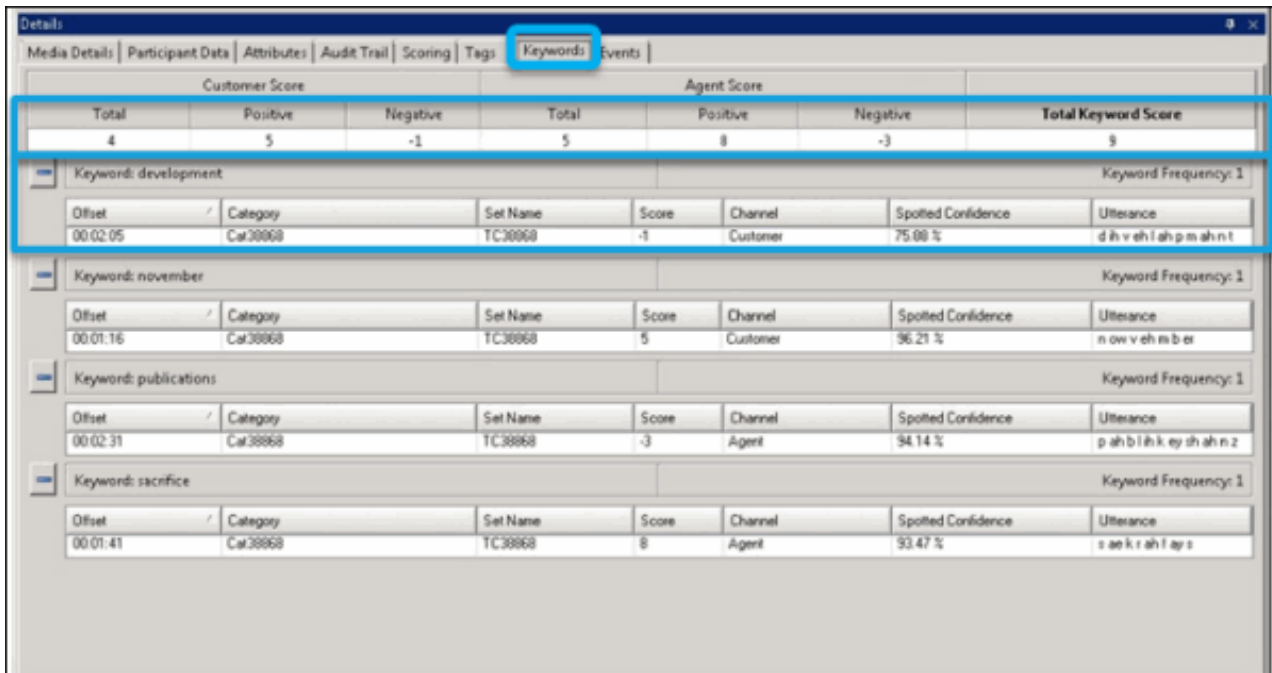 Details
Media Details Participant Data Attributes Audit Trail Scoring Tags Keywords Events
Customer Score Agent Score
Total Positive Negative Total Positive Negative Total Keyword Score
4 5 -1 5 8 -3 9
Keyword: development Keyword Frequency: 1
Offset Category Set Name Score Channel Spotted Confidence Utterance
00:02:05 Cat38868 TC38868 -1 Customer 75.88 % d ih v eh l ah p m ah n t
Keyword: november Keyword Frequency: 1
Offset Category Set Name Score Channel Spotted Confidence Utterance
00:01:16 Cat38868 TC38868 5 Customer 96.21 % n ow v eh m b er
Keyword: publications Keyword Frequency: 1
Offset Category Set Name Score Channel Spotted Confidence Utterance
00:02:31 Cat38868 TC38868 -3 Agent 94.14 % p ah b l ih k ey sh ah n z
Keyword: sacrifice Keyword Frequency: 1
Offset Category Set Name Score Channel Spotted Confidence Utterance
00:01:41 Cat38868 TC38868 8 Agent 93.47 % s ae k r ah f ay s